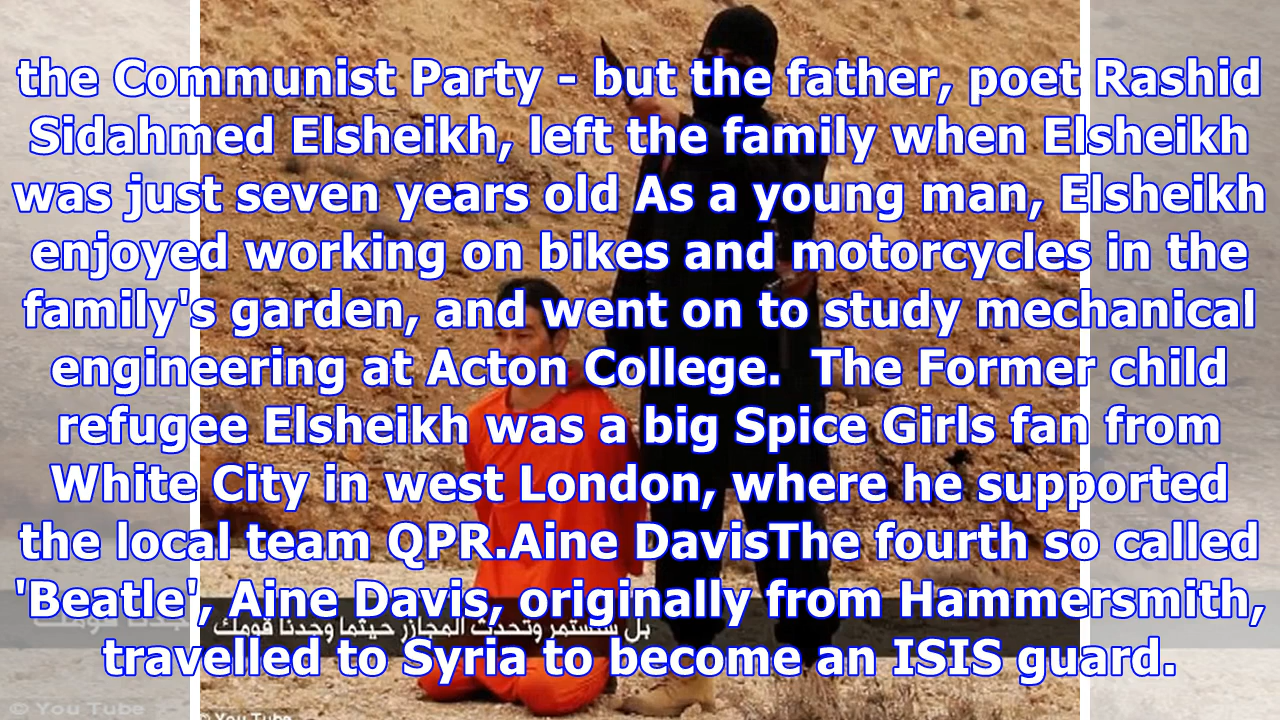 the Communist Party - but the father, poet Rashid
Sidahmed Elsheikh, left the family when Elsheikh
was just seven years old As a young man, Elsheikh
enjoyed working on bikes and motorcycles in the
family's garden, and went on to study mechanical
engineering at Acton College.  The Former child
refugee Elsheikh was a big Spice Girls fan from
White City in west London, where he supported
the local team QPR.Aine DavisThe fourth so called
'Beatle', Aine Davis, originally from Hammersmith,
بل ستستمر وتحدث المجازر حيثما وجدنا قومك
travelled to Syria to become an ISIS guard.
© You Tube
© You Tube